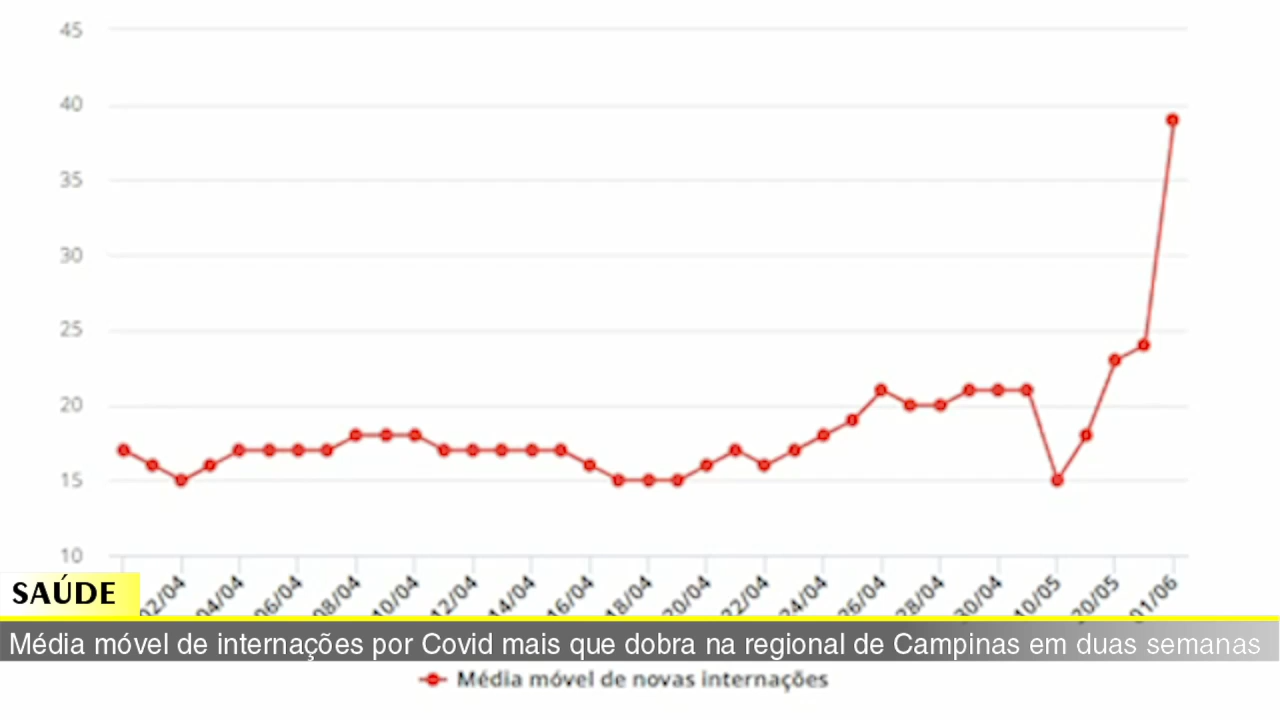 45
40
35
30
25
20
15
10
02/04 04/04 06/04 08/04 10/04 12/04 14/04 16/04 18/04 20/04 22/04 24/04 26/04 28/04 30/04 10/05 20/05 01/06
SAÚDE
Média móvel de internações por Covid mais que dobra na regional de Campinas em duas semanas
Média móvel de novas internações